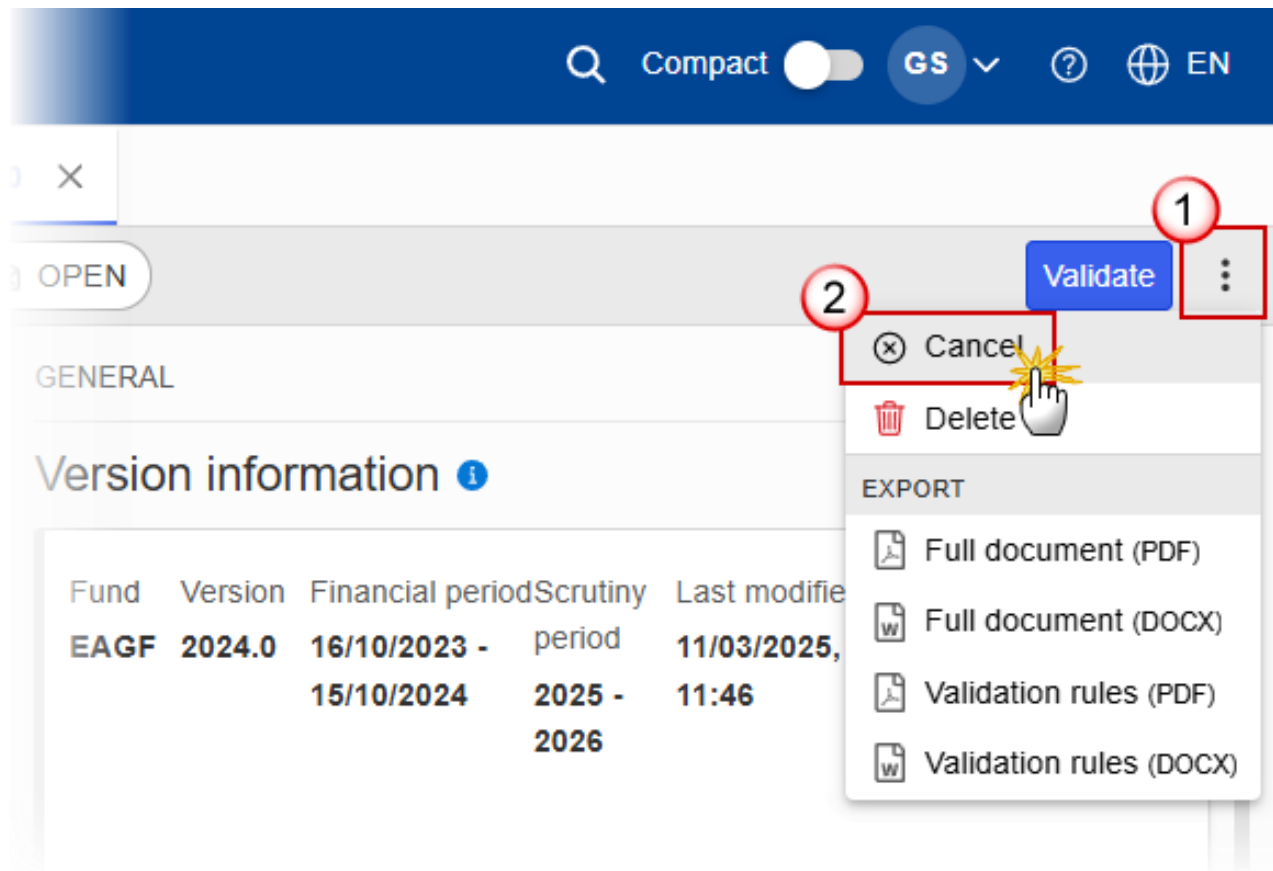 Compact GS EN
1
OPEN Validate
2
Cancel
GENERAL
Delete
Version information
EXPORT
Full document (PDF)
Fund Version Financial period Scrutiny period Last modifie
EAGF 2024.0 16/10/2023 - 15/10/2024 2025 - 2026 11/03/2025, 11:46
Full document (DOCX)
Validation rules (PDF)
Validation rules (DOCX)